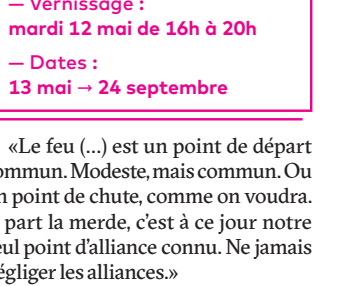 — Vernissage :
mardi 12 mai de 16h à 20h
— Dates :
13 mai → 24 septembre
«Le feu (…) est un point de départ
ommun. Modeste, mais commun. Ou
n point de chute, comme on voudra.
part la merde, c’est à ce jour notre
eul point d’alliance connu. Ne jamais
égliger les alliances.»